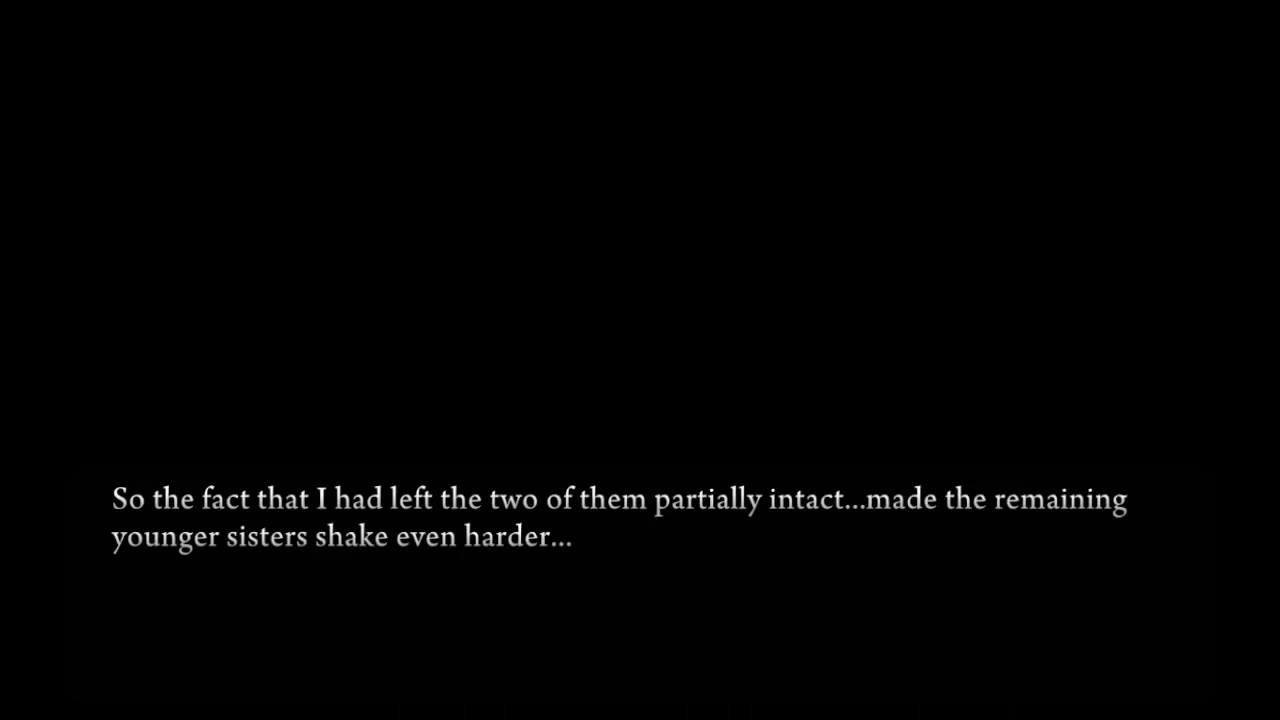 So the fact that I had left the two of them partially intact...made the remaining
younger sisters shake even harder...